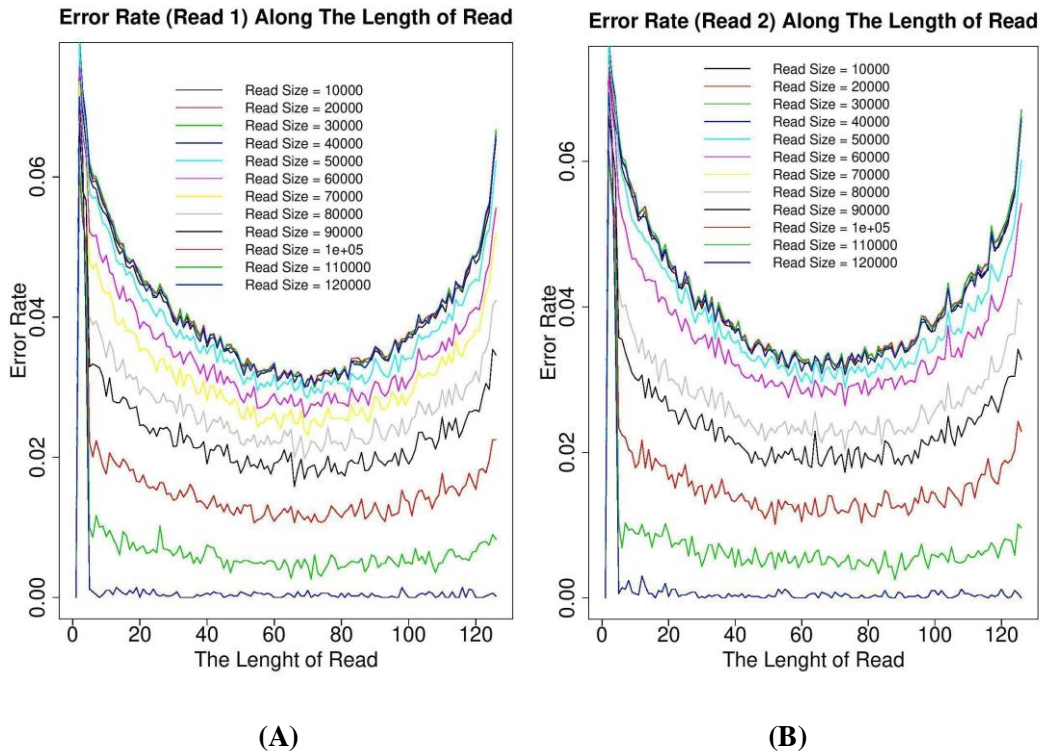 Error Rate (Read 1) Along The Length of Read
Error Rate
0.00
0.02
0.04
0.06
Read Size = 10000
Read Size = 20000
Read Size = 30000
Read Size = 40000
Read Size = 50000
Read Size = 60000
Read Size = 70000
Read Size = 80000
Read Size = 90000
Read Size = 1e+05
Read Size = 110000
Read Size = 120000
0 20 40 60 80 100 120
The Lenght of Read
(A)
Error Rate (Read 2) Along The Length of Read
Error Rate
0.00
0.02
0.04
0.06
Read Size = 10000
Read Size = 20000
Read Size = 30000
Read Size = 40000
Read Size = 50000
Read Size = 60000
Read Size = 70000
Read Size = 80000
Read Size = 90000
Read Size = 1e+05
Read Size = 110000
Read Size = 120000
0 20 40 60 80 100 120
The Lenght of Read
(B)